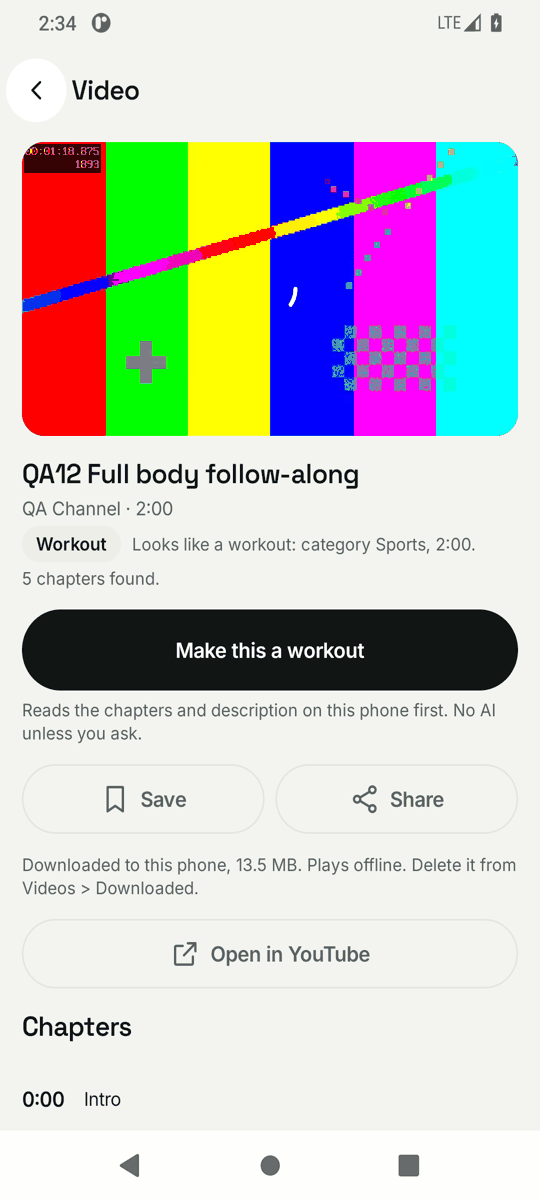 2:34
LTE
Video
00:01:18.875
1893
QA12 Full body follow-along
QA Channel · 2:00
Workout
Looks like a workout: category Sports, 2:00.
5 chapters found.
Make this a workout
Reads the chapters and description on this phone first. No AI
unless you ask.
Save
Share
Downloaded to this phone, 13.5 MB. Plays offline. Delete it from
Videos > Downloaded.
Open in YouTube
Chapters
0:00 Intro